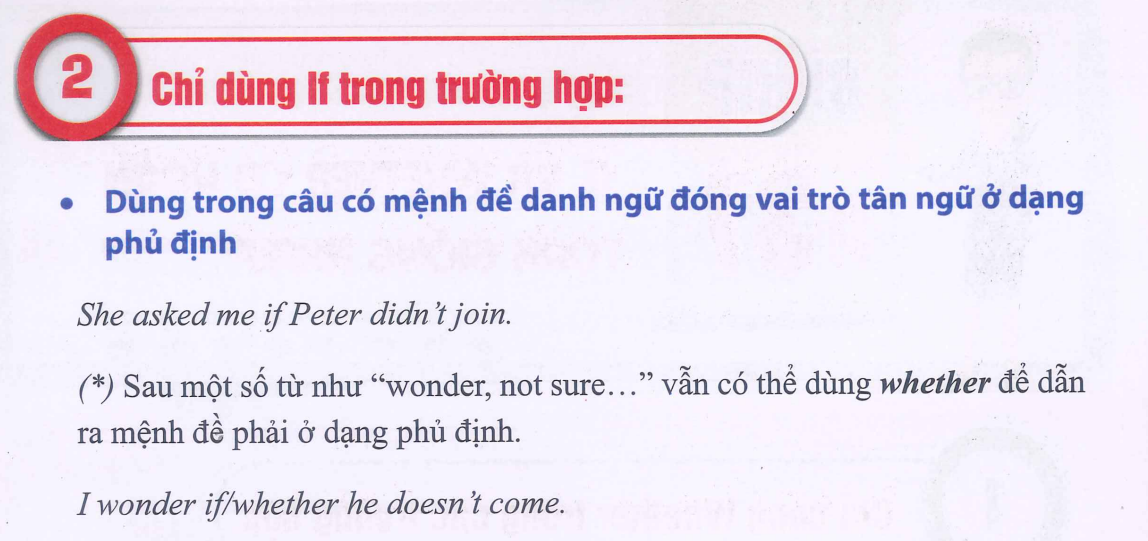 2
Chỉ dùng If trong trường hợp:
• Dùng trong câu có mệnh đề danh ngữ đóng vai trò tân ngữ ở dạng
phủ định
She asked me if Peter didn't join.
(*) Sau một số từ như “wonder, not sure…” vẫn có thể dùng whether để dẫn
ra mệnh đề phải ở dạng phủ định.
I wonder if/whether he doesn't come.